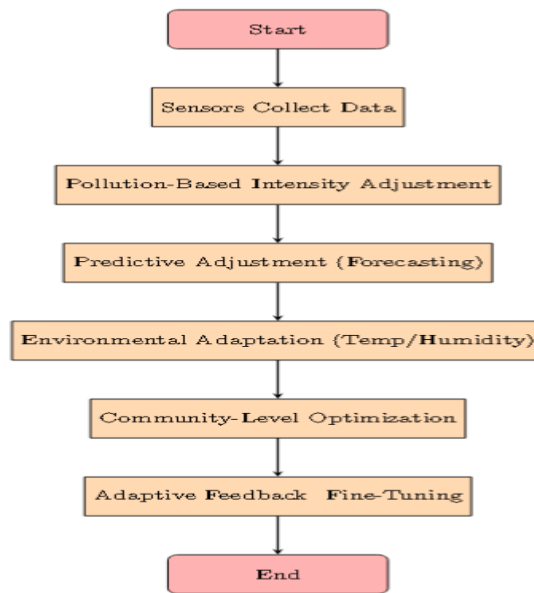 Start
Sensors Collect Data
Pollution-Based Intensity Adjustment
Predictive Adjustment (Forecasting)
Environmental Adaptation (Temp/Humidity)
Community-Level Optimization
Adaptive Feedback Fine-Tuning
End